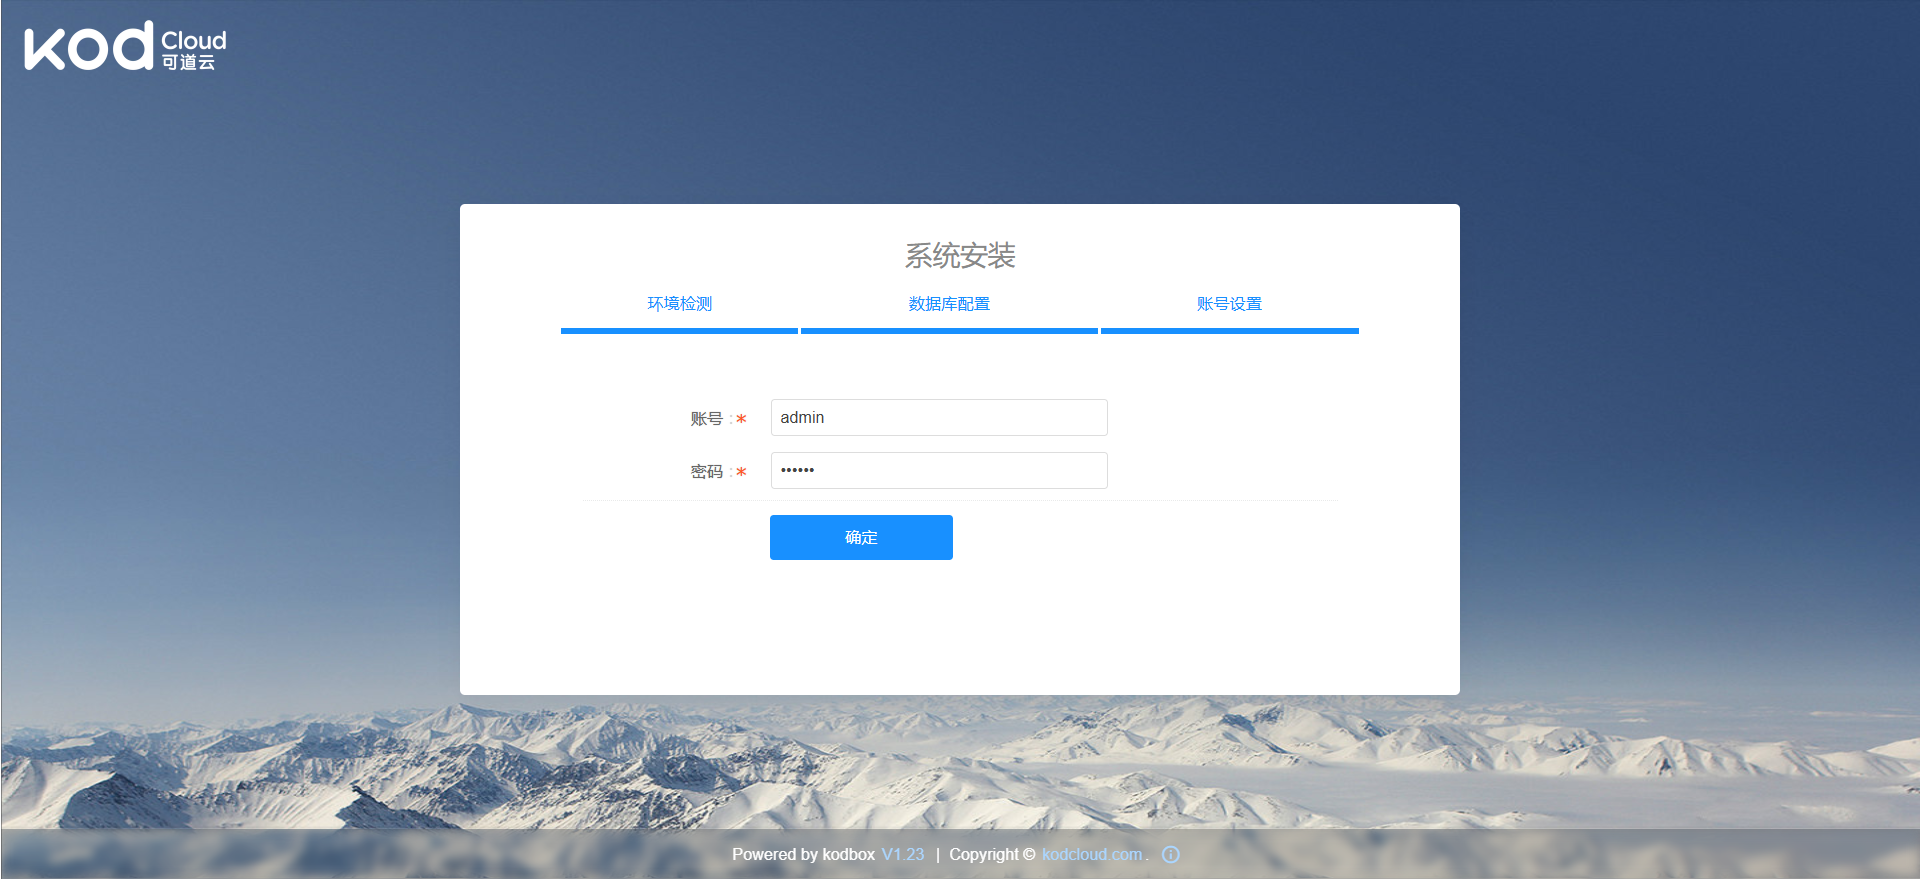 kod Cloud
可道云
系统安装
环境检测 数据库配置 账号设置
账号 : * admin
密码 : * ••••••
确定
Powered by kodbox V1.23 | Copyright © kodcloud.com.